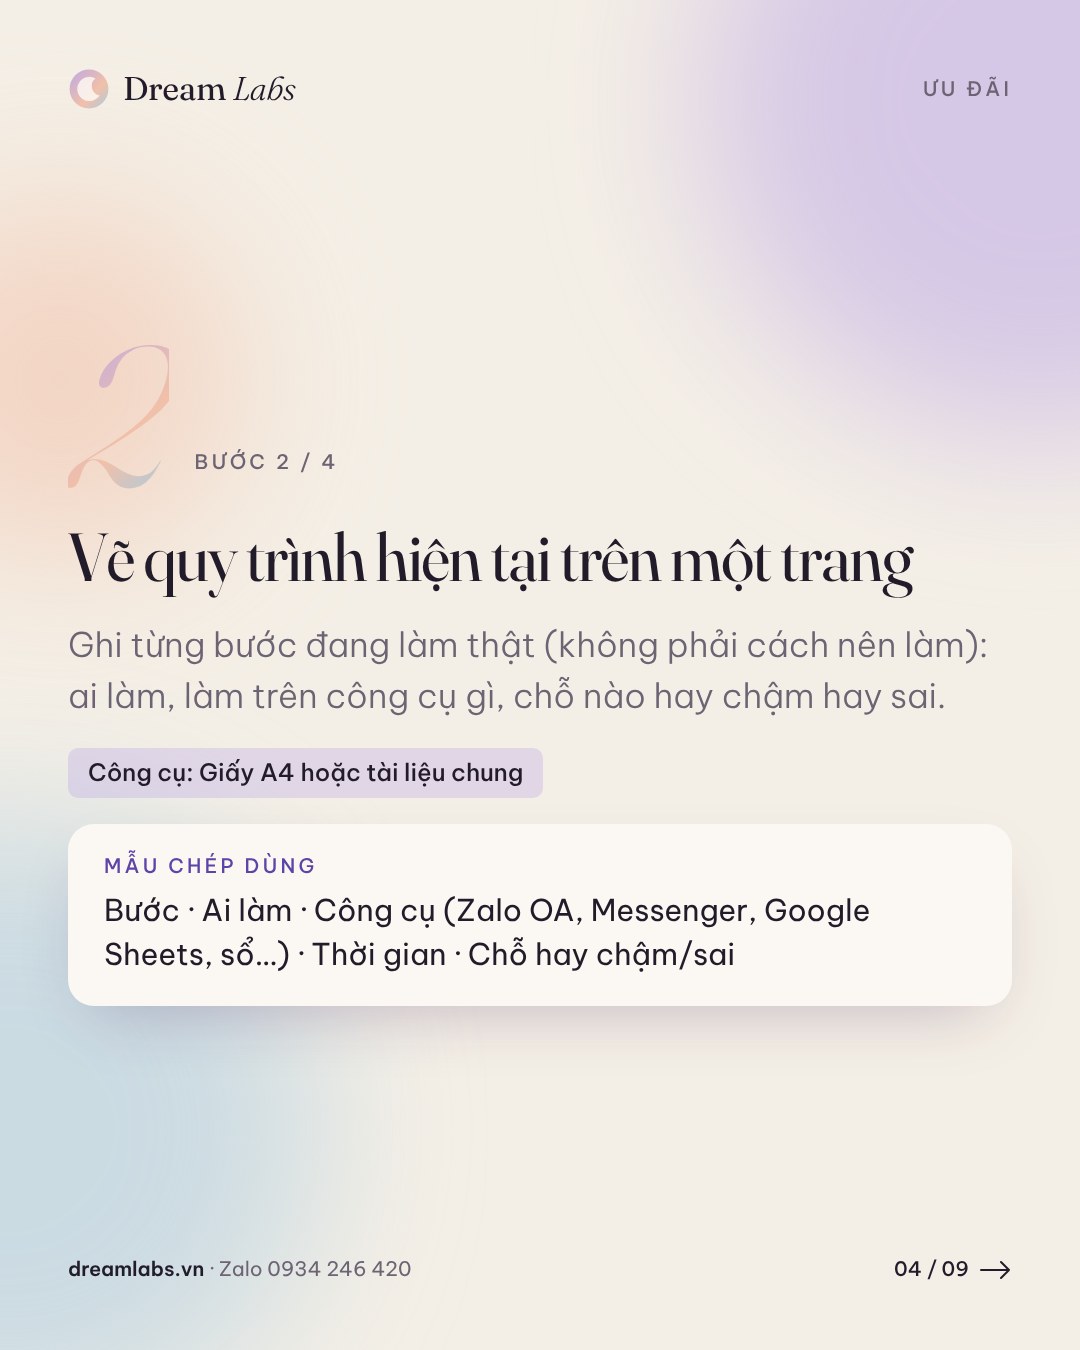 Dream Labs
ƯU ĐÃI
2
BƯỚC 2 / 4
Vẽ quy trình hiện tại trên một trang
Ghi từng bước đang làm thật (không phải cách nên làm):
ai làm, làm trên công cụ gì, chỗ nào hay chậm hay sai.
Công cụ: Giấy A4 hoặc tài liệu chung
MẪU CHÉP DÙNG
Bước · Ai làm · Công cụ (Zalo OA, Messenger, Google
Sheets, sổ…) · Thời gian · Chỗ hay chậm/sai
dreamlabs.vn · Zalo 0934 246 420
04 / 09 →